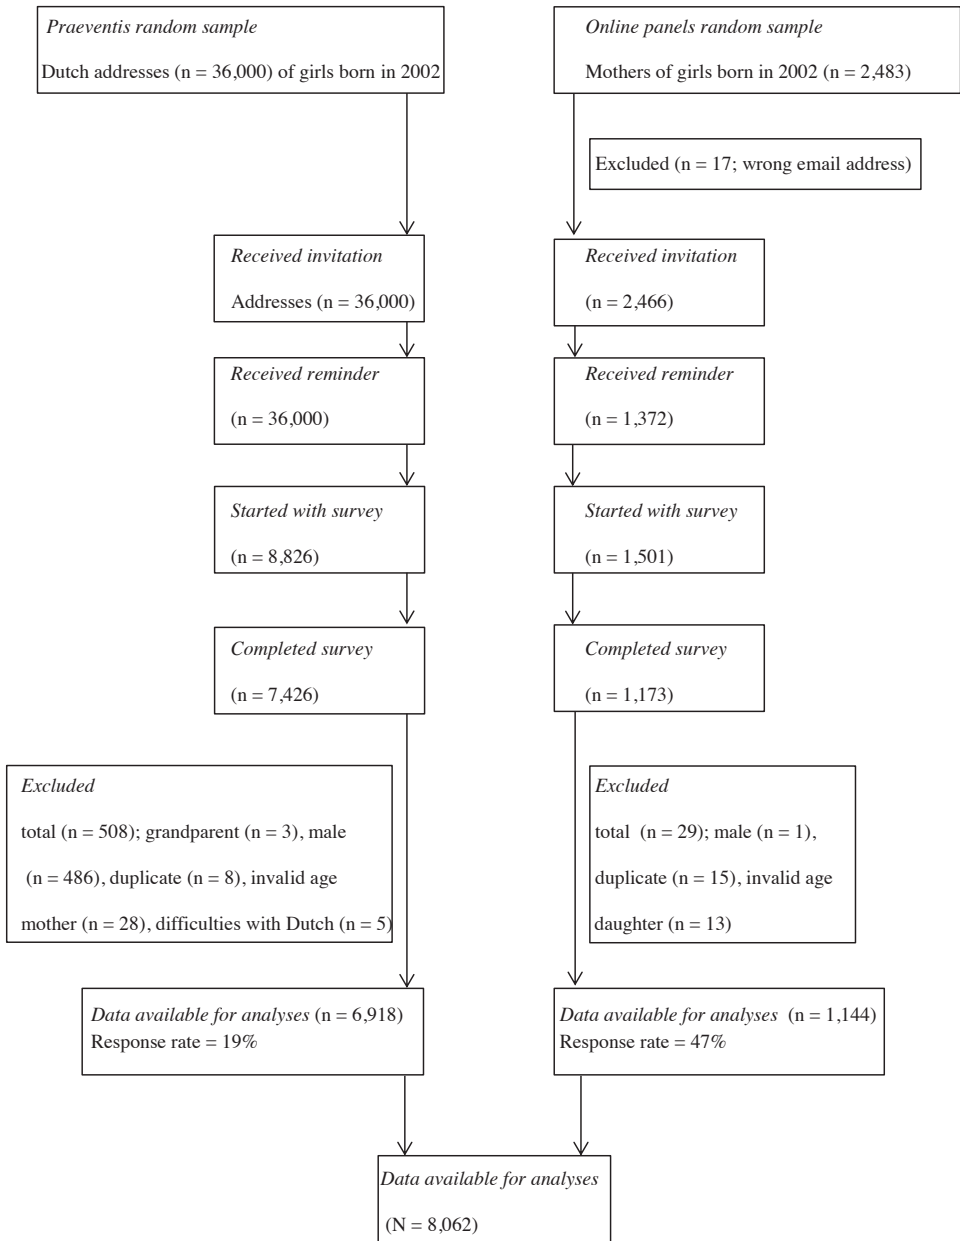 Praeventis random sample
Dutch addresses (n = 36,000) of girls born in 2002
Online panels random sample
Mothers of girls born in 2002 (n = 2,483)
Excluded (n = 17; wrong email address)
Received invitation
Addresses (n = 36,000)
Received invitation
(n = 2,466)
Received reminder
(n = 36,000)
Received reminder
(n = 1,372)
Started with survey
(n = 8,826)
Started with survey
(n = 1,501)
Completed survey
(n = 7,426)
Completed survey
(n = 1,173)
Excluded
total (n = 508); grandparent (n = 3), male
(n = 486), duplicate (n = 8), invalid age
mother (n = 28), difficulties with Dutch (n = 5)
Excluded
total (n = 29); male (n = 1),
duplicate (n = 15), invalid age
daughter (n = 13)
Data available for analyses (n = 6,918)
Response rate = 19%
Data available for analyses (n = 1,144)
Response rate = 47%
Data available for analyses
(N = 8,062)